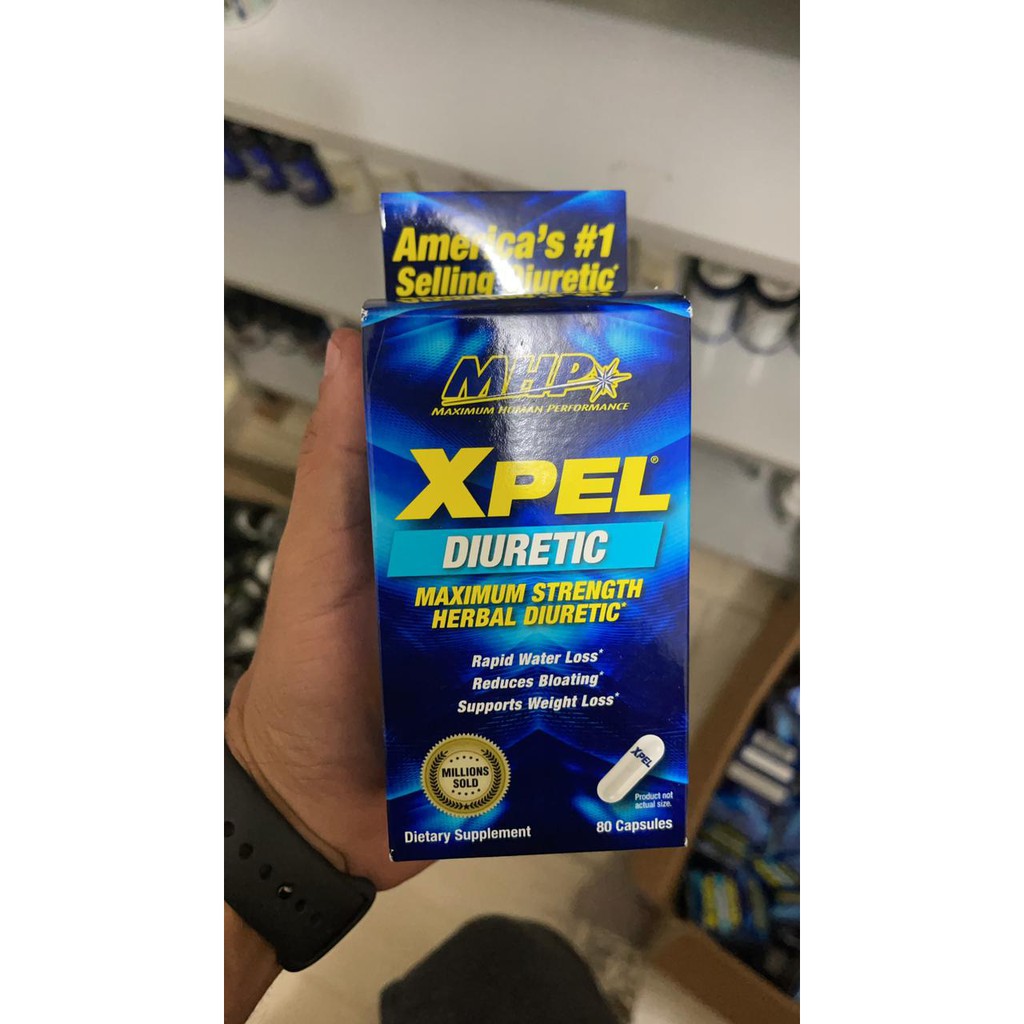 America's #1
Selling Diuretic*
MHP
MAXIMUM HUMAN PERFORMANCE
XPEL®
DIURETIC
MAXIMUM STRENGTH
HERBAL DIURETIC*
Rapid Water Loss*
Reduces Bloating*
Supports Weight Loss*
MILLIONS
SOLD
XPEL
Product not
actual size.
Dietary Supplement
80 Capsules